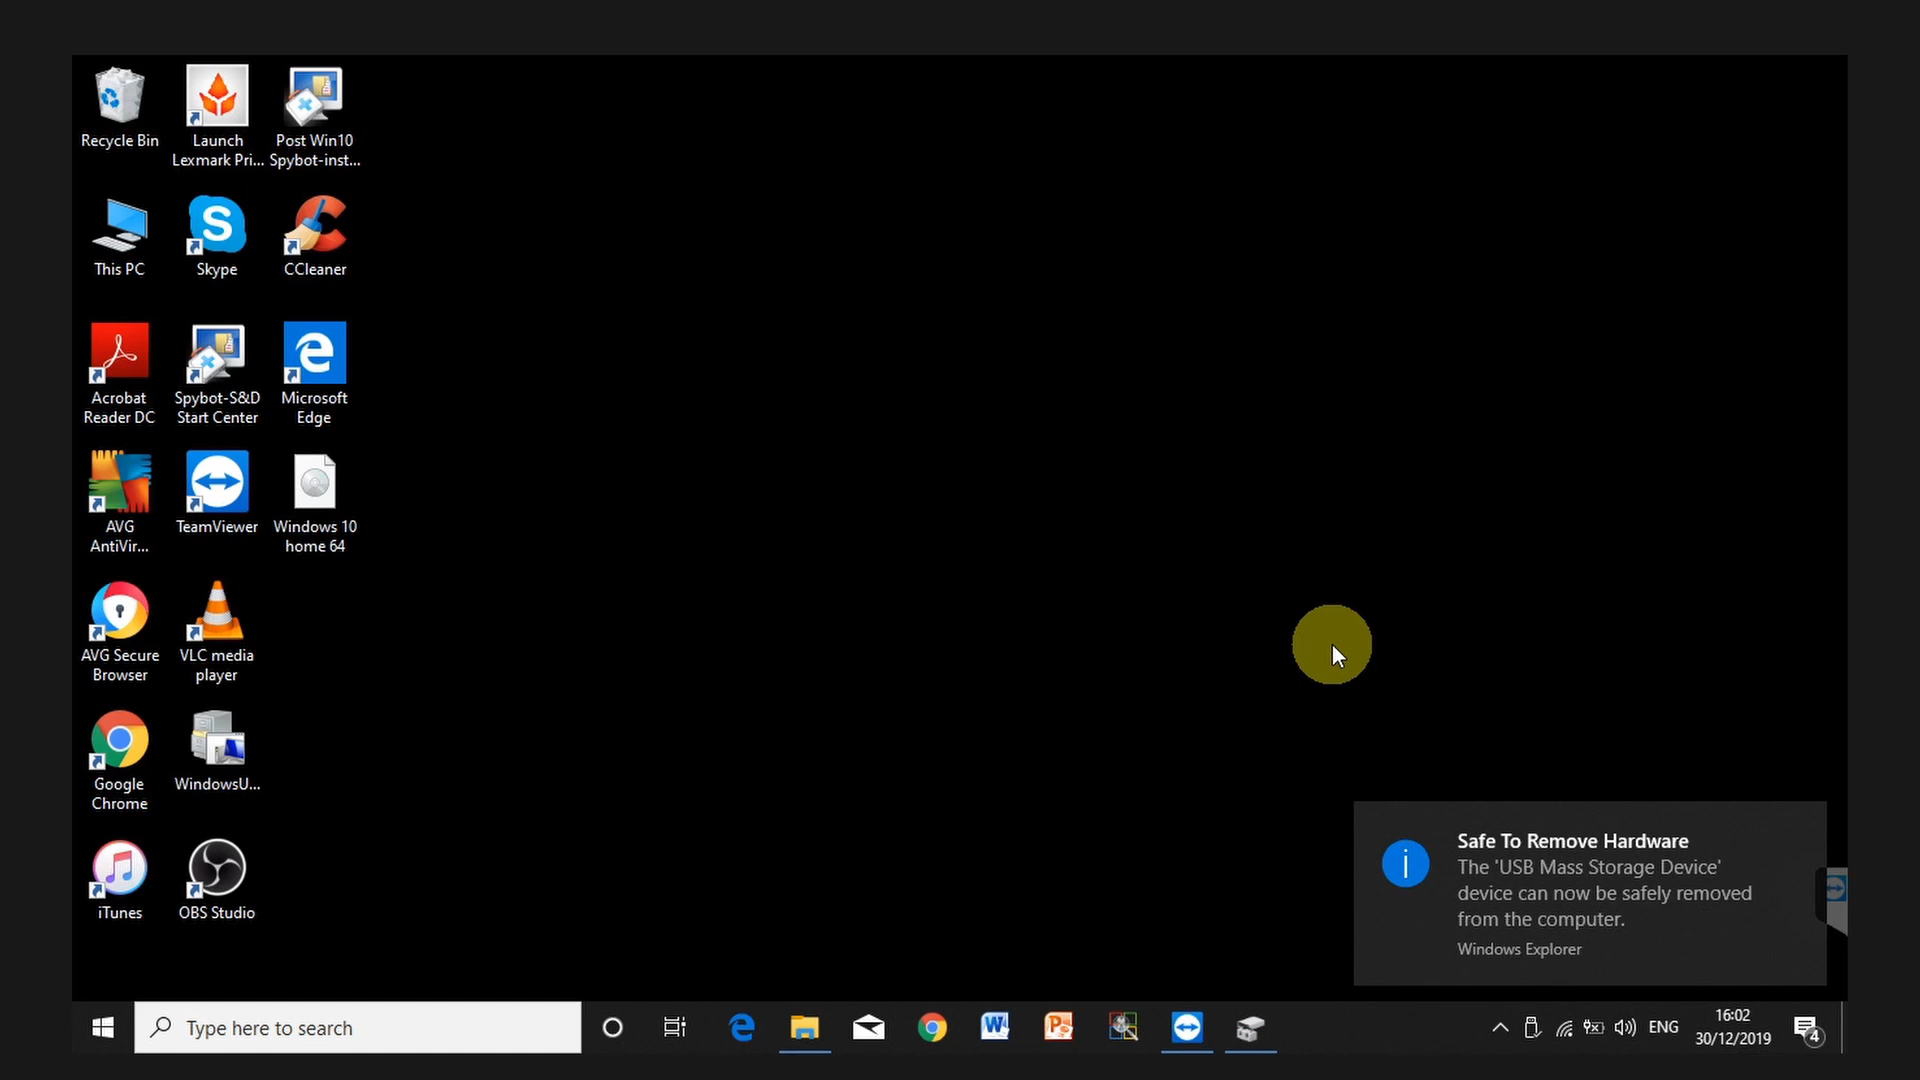 Recycle Bin
Launch
Lexmark Pri...
Post Win10
Spybot-inst...
This PC
Skype
CCleaner
Acrobat
Reader DC
Spybot-S&D
Start Center
Microsoft
Edge
AVG
AntiVir...
TeamViewer
Windows 10
home 64
AVG Secure
Browser
VLC media
player
Google
Chrome
WindowsU...
iTunes
OBS Studio
Safe To Remove Hardware
The 'USB Mass Storage Device'
device can now be safely removed
from the computer.
Windows Explorer
Type here to search
ENG
16:02
30/12/2019
4